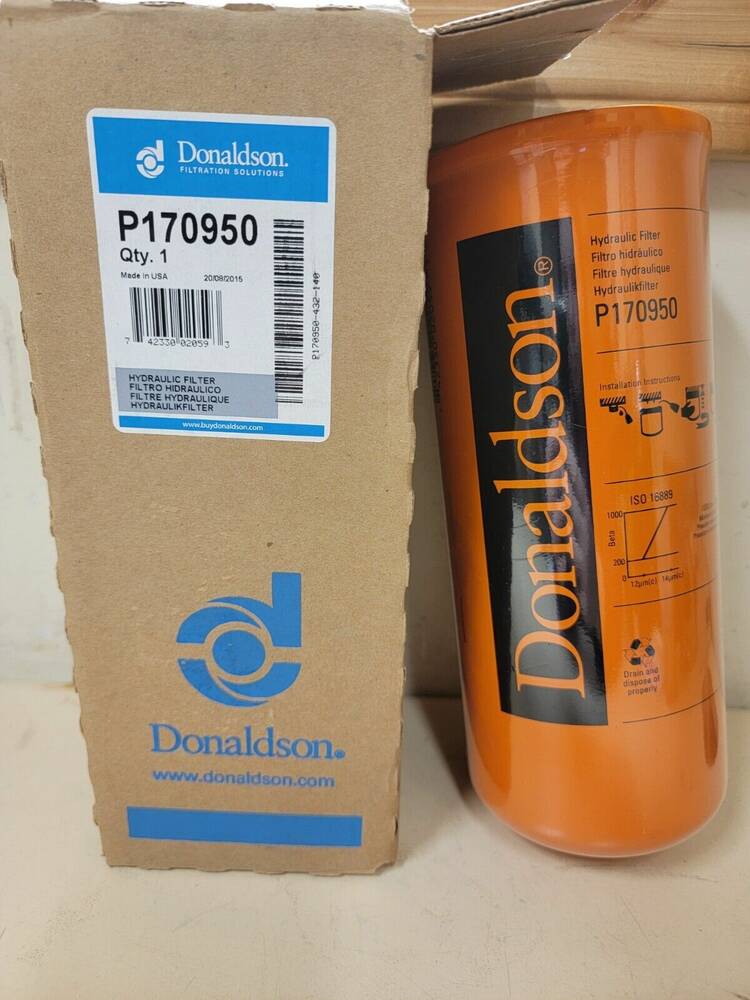 Donaldson.
FILTRATION SOLUTIONS
P170950
Qty. 1
Made in USA 20/08/2015
7 42330 02059 3
P170950-432-140
HYDRAULIC FILTER
FILTRO HIDRAULICO
FILTRE HYDRAULIQUE
HYDRAULIKFILTER
www.buydonaldson.com
Donaldson®
www.donaldson.com
Donaldson®
Hydraulic Filter
Filtro hidráulico
Filtre hydraulique
Hydraulikfilter
P170950
Installation Instructions
ISO 16889
1000
Beta
200
0
12µm(c) 14µm(c)
Drain and
dispose of
properly